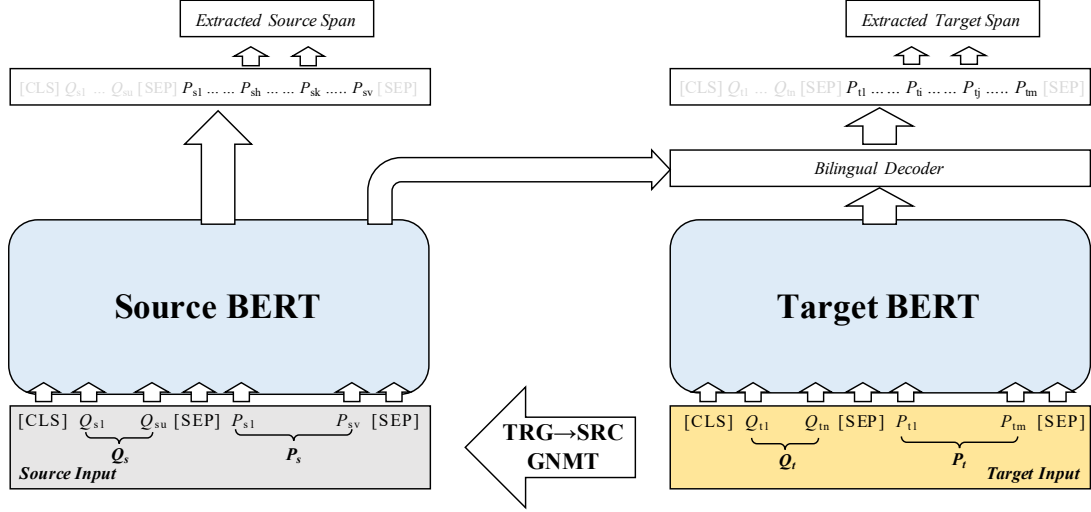 Extracted Source Span
Extracted Target Span
[CLS] Qs1 ... Qsu [SEP] Ps1 ... ... Psh ... ... Psk ..... Psv [SEP]
[CLS] Qt1 ... Qtn [SEP] Pt1 ... ... Pti ... ... Ptj ..... Ptm [SEP]
Bilingual Decoder
Source BERT
Target BERT
[CLS] Qs1 Qsu [SEP] Ps1 Psv [SEP]
Qs Ps
Source Input
TRG→SRC
GNMT
[CLS] Qt1 Qtn [SEP] Pt1 Ptm [SEP]
Qt Pt
Target Input